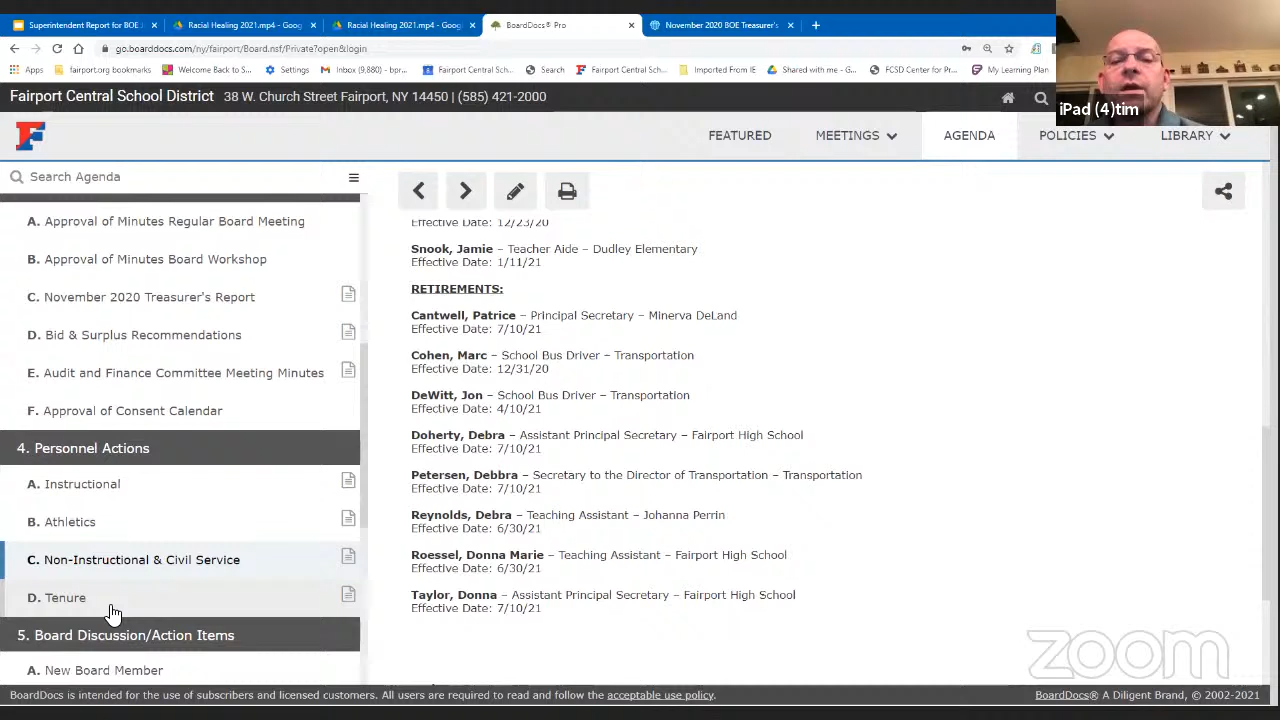 Superintendent Report for BOE
Racial Healing 2021.mp4 - Goog
Racial Healing 2021.mp4 - Goog
BoardDocs® Pro
November 2020 BOE Treasurer's
go.boarddocs.com/ny/fairport/Board.nsf/Private?open&login
Apps
fairport.org bookmarks
Welcome Back to S...
Settings
Inbox (9,880) - bpr...
Fairport Central Sch...
Search
Fairport Central Sch...
Imported From IE
Shared with me - G...
FCSD Center for Pr...
My Learning Plan
iPad (4)tim
Fairport Central School District 38 W. Church Street Fairport, NY 14450 | (585) 421-2000
F
FEATURED
MEETINGS
AGENDA
POLICIES
LIBRARY
Search Agenda
A. Approval of Minutes Regular Board Meeting
B. Approval of Minutes Board Workshop
C. November 2020 Treasurer's Report
D. Bid & Surplus Recommendations
E. Audit and Finance Committee Meeting Minutes
F. Approval of Consent Calendar
4. Personnel Actions
A. Instructional
B. Athletics
C. Non-Instructional & Civil Service
D. Tenure
5. Board Discussion/Action Items
A. New Board Member
Effective Date: 12/23/20
Snook, Jamie – Teacher Aide – Dudley Elementary
Effective Date: 1/11/21
RETIREMENTS:
Cantwell, Patrice – Principal Secretary – Minerva DeLand
Effective Date: 7/10/21
Cohen, Marc – School Bus Driver – Transportation
Effective Date: 12/31/20
DeWitt, Jon – School Bus Driver – Transportation
Effective Date: 4/10/21
Doherty, Debra – Assistant Principal Secretary – Fairport High School
Effective Date: 7/10/21
Petersen, Debbra – Secretary to the Director of Transportation – Transportation
Effective Date: 7/10/21
Reynolds, Debra – Teaching Assistant – Johanna Perrin
Effective Date: 6/30/21
Roessel, Donna Marie – Teaching Assistant – Fairport High School
Effective Date: 6/30/21
Taylor, Donna – Assistant Principal Secretary – Fairport High School
Effective Date: 7/10/21
zoom
BoardDocs is intended for the use of subscribers and licensed customers. All users are required to read and follow the acceptable use policy.
BoardDocs® A Diligent Brand, © 2002-2021